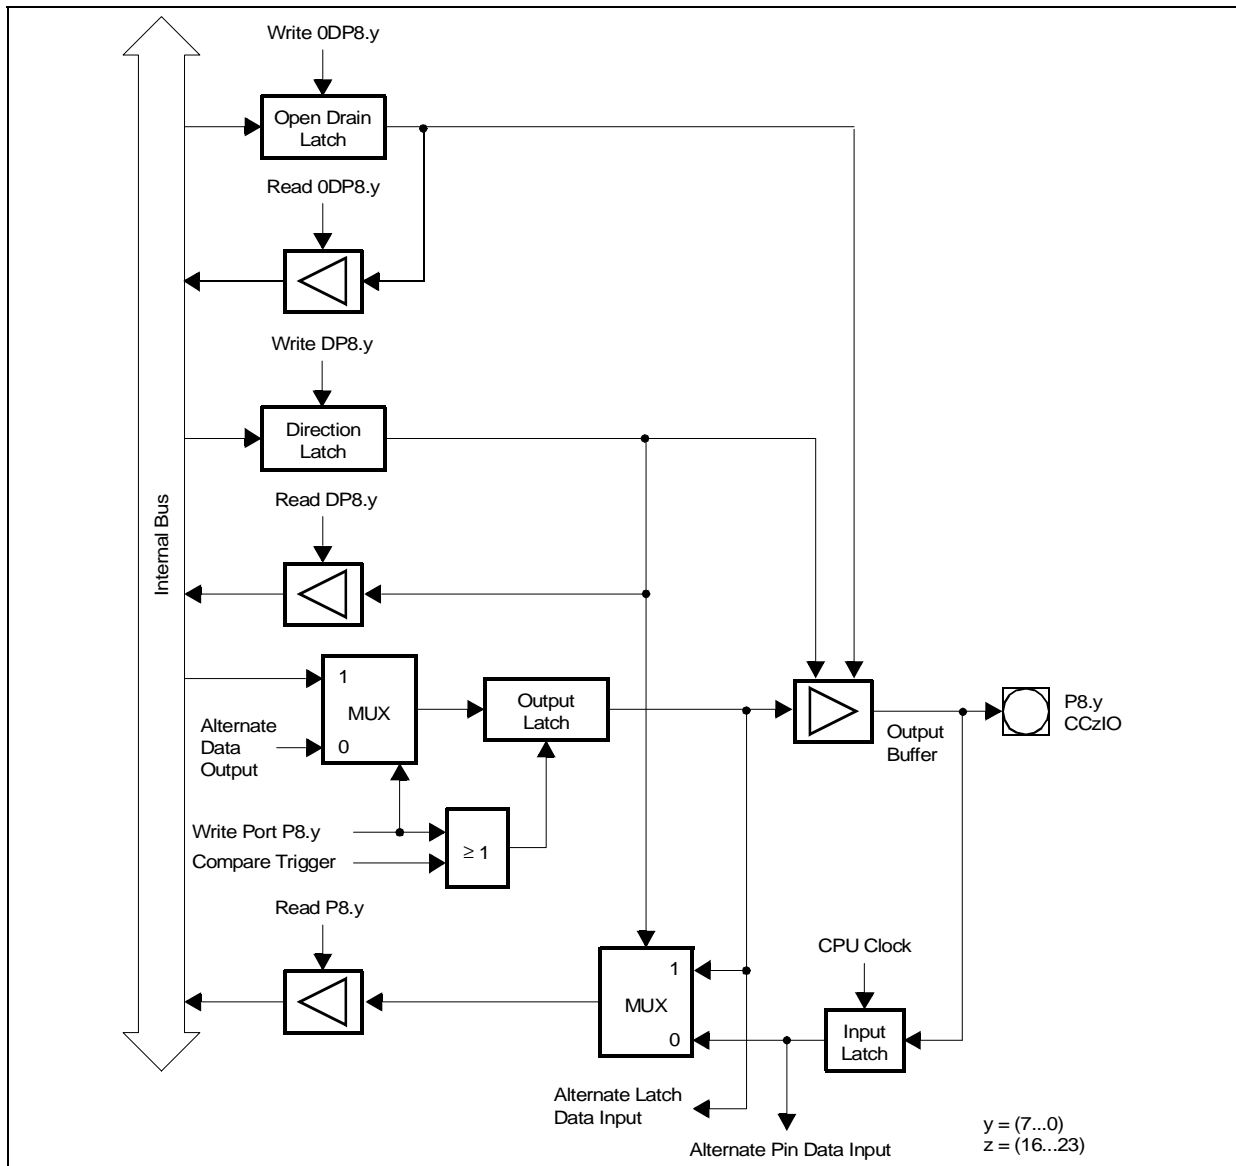 Write 0DP8.y
Open Drain
Latch
Read 0DP8.y
Write DP8.y
Direction
Latch
Read DP8.y
Internal Bus
1
MUX
0
Alternate
Data
Output
Output
Latch
Output
Buffer
P8.y
CCzIO
Write Port P8.y
Compare Trigger
≥ 1
Read P8.y
1
MUX
0
CPU Clock
Input
Latch
Alternate Latch
Data Input
Alternate Pin Data Input
y = (7...0)
z = (16...23)